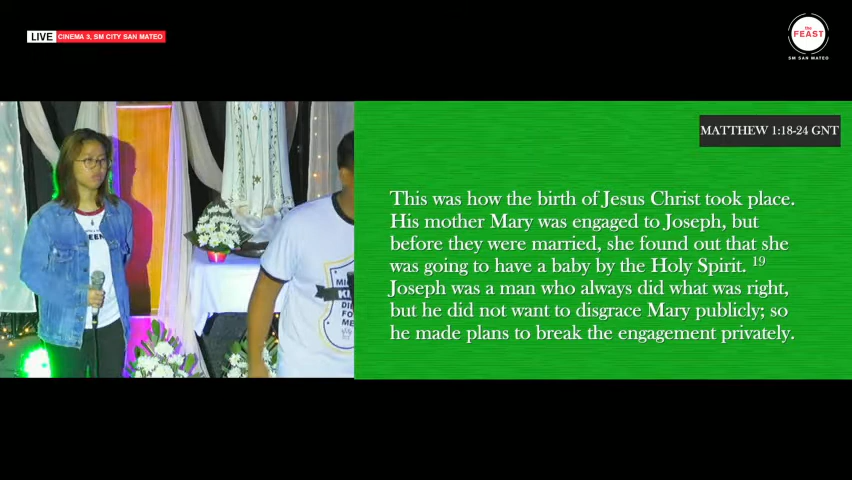 LIVE CINEMA 3, SM CITY SAN MATEO
the
FEAST
SM SAN MATEO
MATTHEW 1:18-24 GNT
This was how the birth of Jesus Christ took place.
His mother Mary was engaged to Joseph, but
before they were married, she found out that she
was going to have a baby by the Holy Spirit. 19
Joseph was a man who always did what was right,
but he did not want to disgrace Mary publicly; so
he made plans to break the engagement privately.